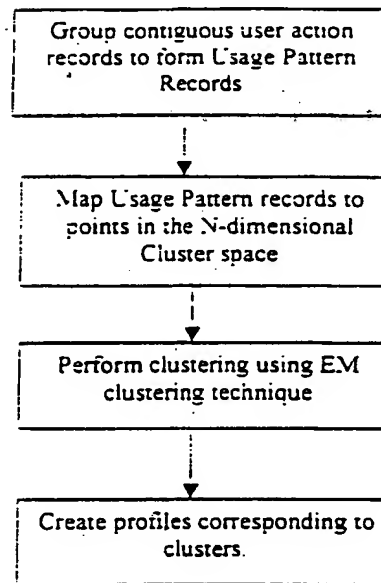 Group contiguous user action
records to form Usage Pattern
Records
Map Usage Pattern records to
points in the N-dimensional
Cluster space
Perform clustering using EM
clustering technique
Create profiles corresponding to
clusters.